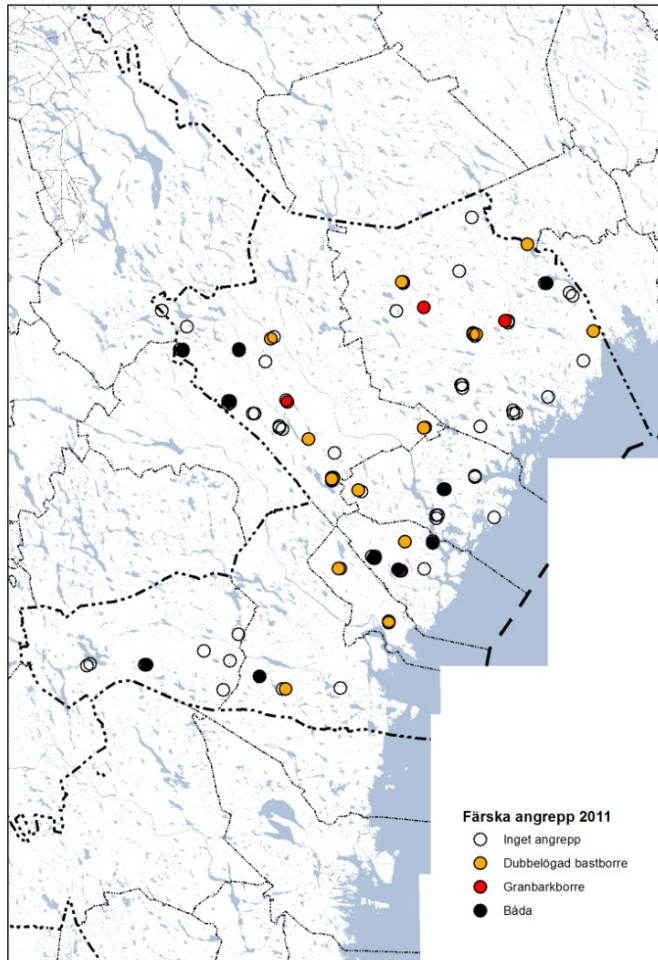 Färska angrepp 2011
Inget angrepp
Dubbelögad bastborre
Granbarkborre
Båda